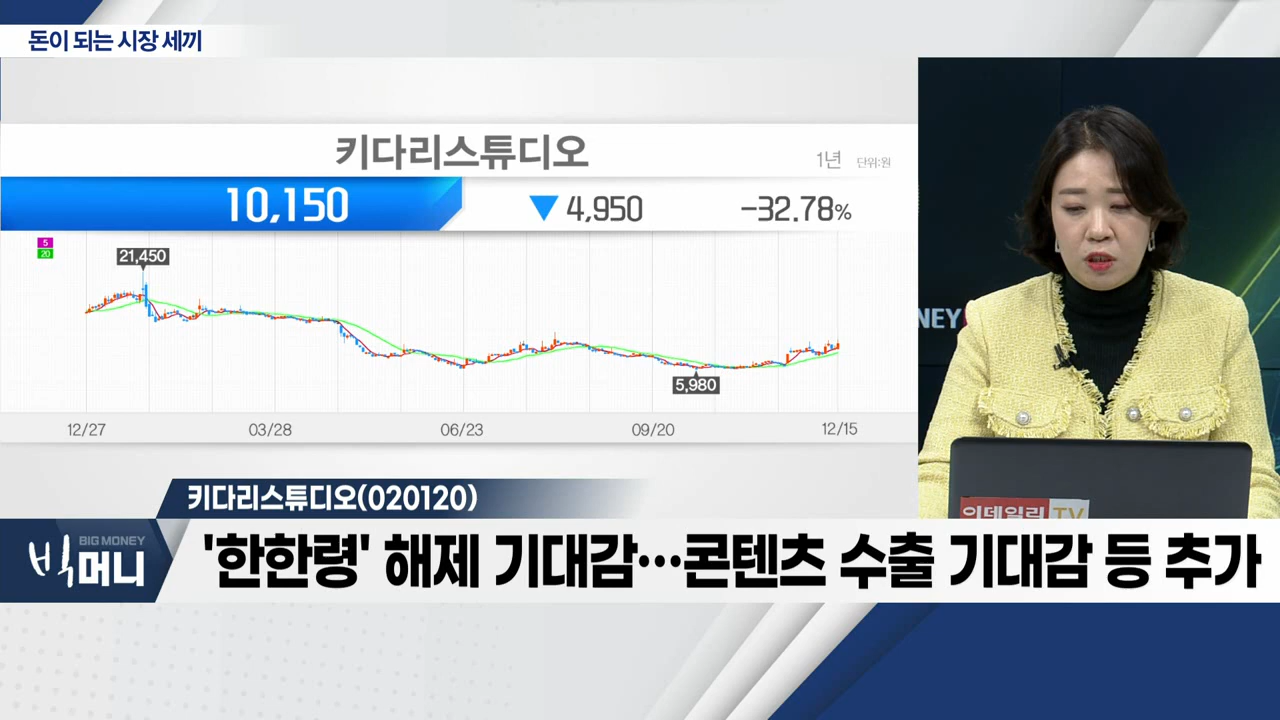 돈이 되는 시장 세끼
키다리스튜디오
1년 단위:원
10,150
▼ 4,950
-32.78%
5
20
21,450
5,980
12/27 03/28 06/23 09/20 12/15
NEY
이데일리 TV
키다리스튜디오(020120)
BIG MONEY
빅머니
'한한령' 해제 기대감…콘텐츠 수출 기대감 등 추가